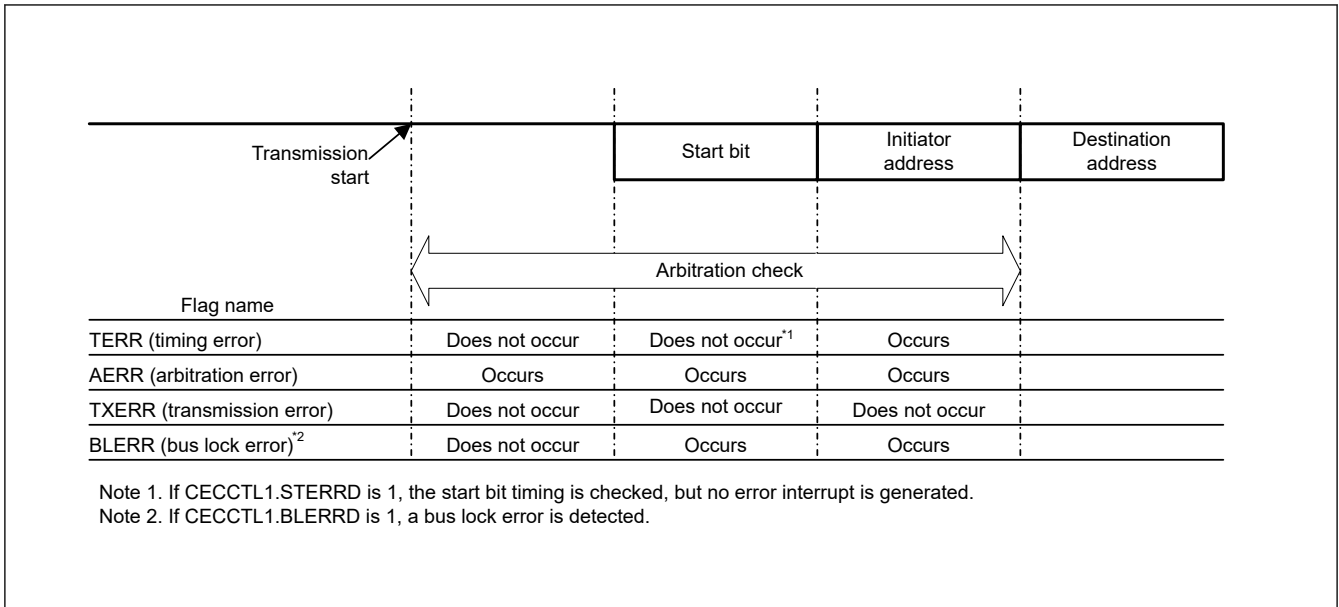 Transmission
start
Start bit
Initiator
address
Destination
address
Arbitration check
Flag name
TERR (timing error) Does not occur Does not occur*1 Occurs
AERR (arbitration error) Occurs Occurs Occurs
TXERR (transmission error) Does not occur Does not occur Does not occur
BLERR (bus lock error)*2 Does not occur Occurs Occurs
Note 1. If CECCTL1.STERRD is 1, the start bit timing is checked, but no error interrupt is generated.
Note 2. If CECCTL1.BLERRD is 1, a bus lock error is detected.